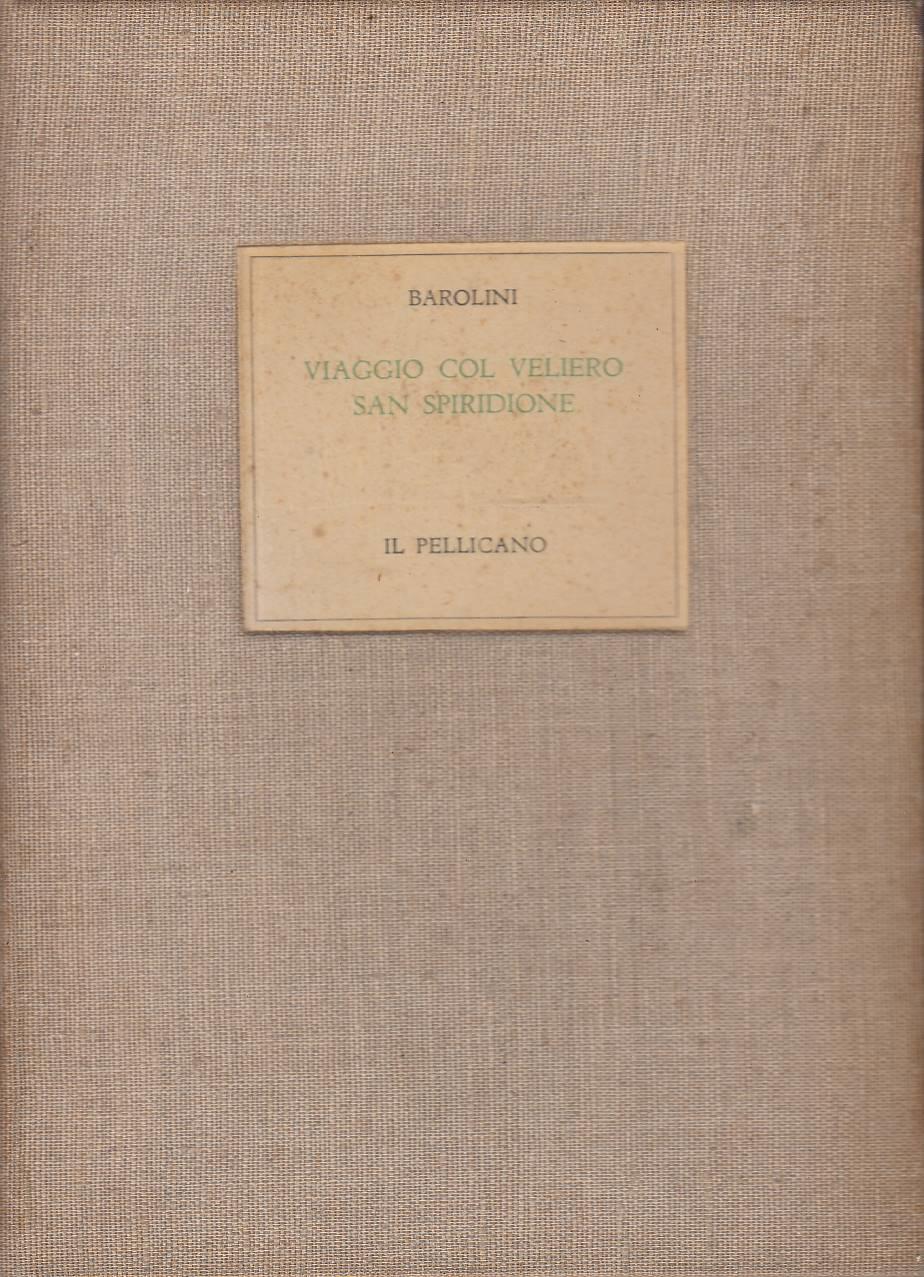 BAROLINI
VIAGGIO COL VELIERO
SAN SPIRIDIONE
IL PELLICANO